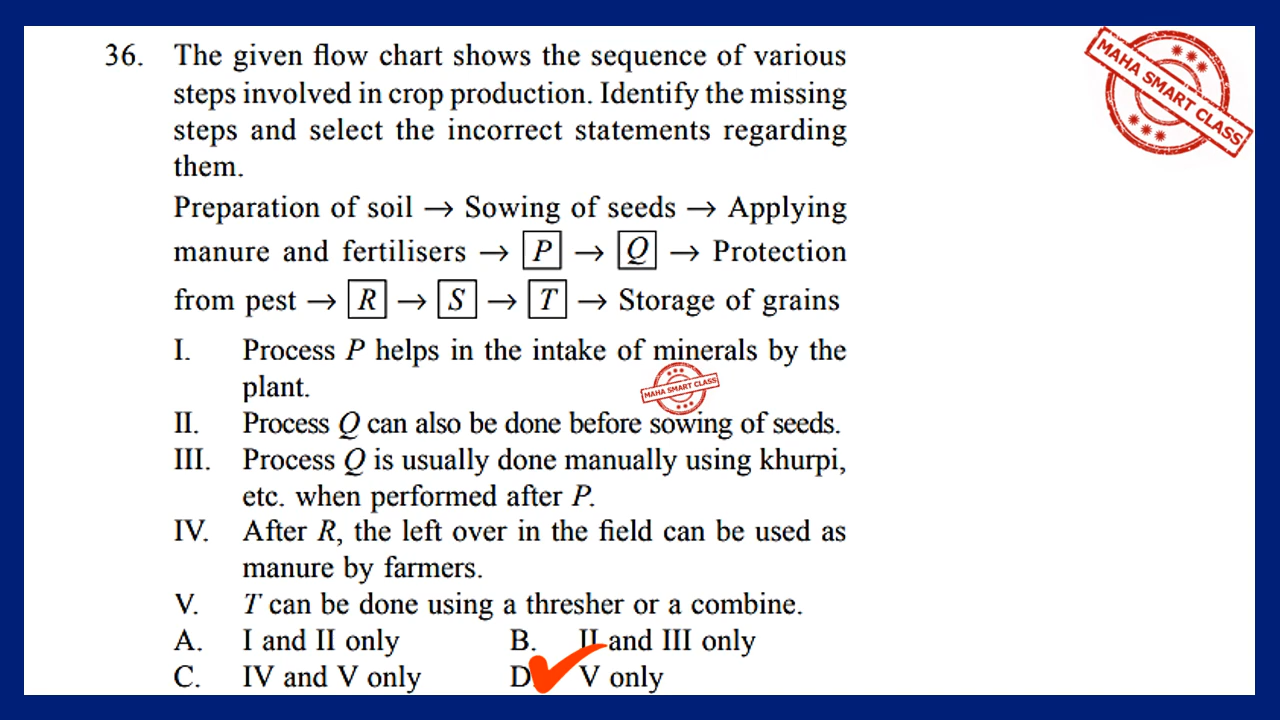 36. The given flow chart shows the sequence of various
steps involved in crop production. Identify the missing
steps and select the incorrect statements regarding
them.
Preparation of soil → Sowing of seeds → Applying
manure and fertilisers → P → Q → Protection
from pest → R → S → T → Storage of grains
I. Process P helps in the intake of minerals by the
plant.
II. Process Q can also be done before sowing of seeds.
III. Process Q is usually done manually using khurpi,
etc. when performed after P.
IV. After R, the left over in the field can be used as
manure by farmers.
V. T can be done using a thresher or a combine.
A. I and II only B. II and III only
C. IV and V only D V only
MAHA SMART CLASS
MAHA SMART CLASS